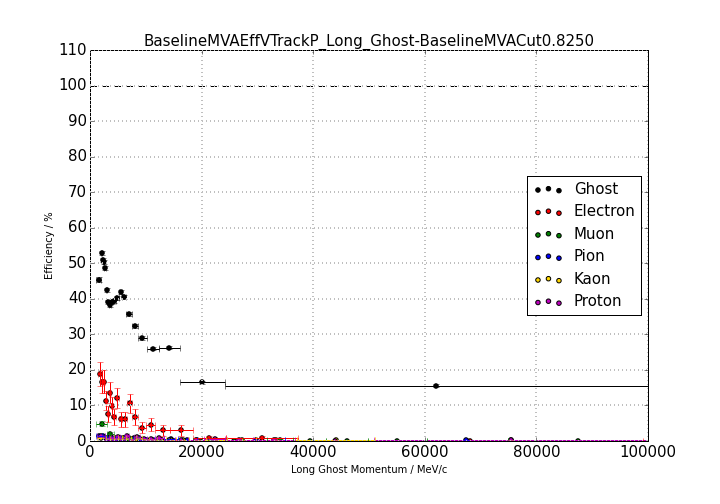 BaselineMVAEffVTrackP_Long_Ghost-BaselineMVACut0.8250
110
100
90
80
70
60
50
40
30
20
10
0
Efficiency / %
Ghost
Electron
Muon
Pion
Kaon
Proton
0 20000 40000 60000 80000 100000
Long Ghost Momentum / MeV/c